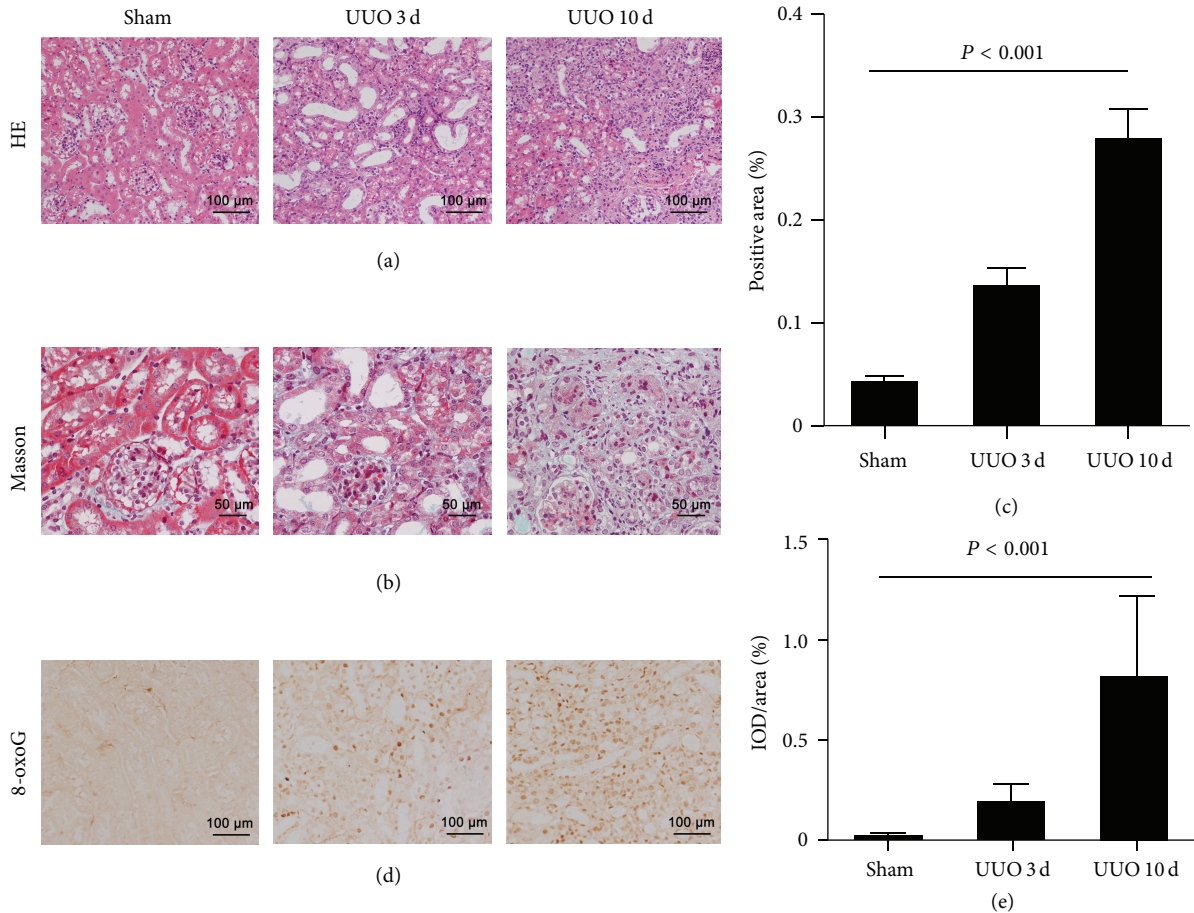 Sham
UUO 3 d
UUO 10 d
HE
100 µm
100 µm
100 µm
(a)
Masson
50 µm
50 µm
50 µm
(b)
8-oxoG
100 µm
100 µm
100 µm
(d)
P < 0.001
Positive area (%)
0.4
0.3
0.2
0.1
0
Sham
UUO 3 d
UUO 10 d
(c)
P < 0.001
IOD/area (%)
1.5
1.0
0.5
0
Sham
UUO 3 d
UUO 10 d
(e)